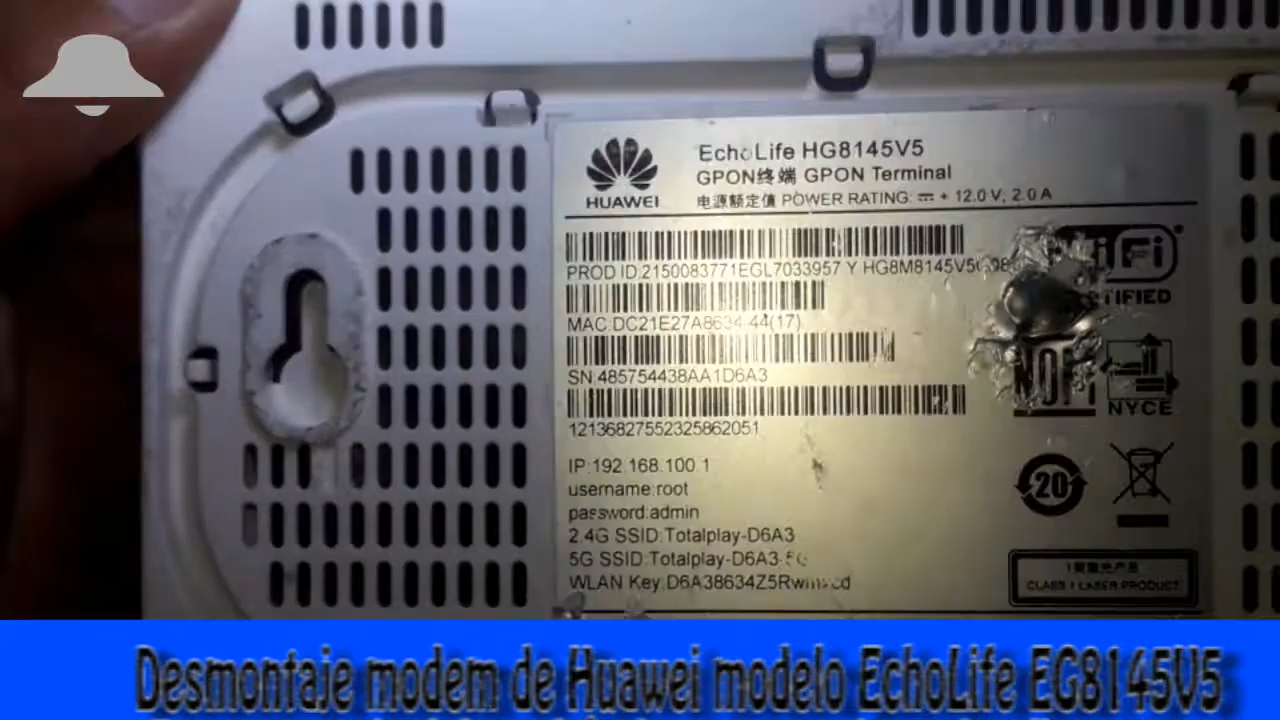 HUAWEI
EchoLife HG8145V5
GPON终端 GPON Terminal
电源额定值 POWER RATING: ⎓ + 12.0 V, 2.0 A
PROD ID:2150083771EGL7033957 Y
MAC:DC21E27A8634-44(17)
SN:485754438AA1D6A3
12136827552325862051
IP:192.168.100.1
username:root
password:admin
2.4G SSID:Totalplay-D6A3
5G SSID:Totalplay-D6A3-5G
WLAN Key:
NYCE
20
CLASS 1 LASER PRODUCT
Desmontaje modem de Huawei modelo EchoLife EG8145V5